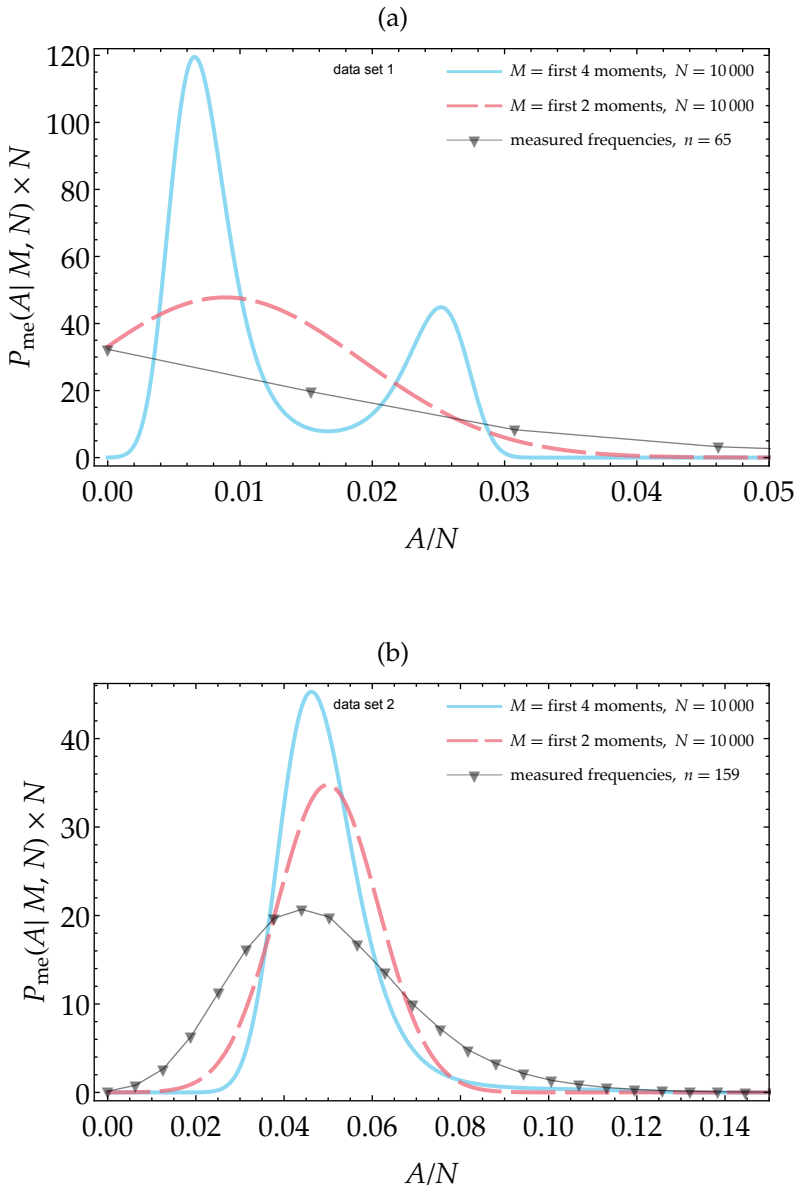 (a)
data set 1
M = first 4 moments, N = 10 000
M = first 2 moments, N = 10 000
measured frequencies, n = 65
P_me(A| M, N) × N
120
100
80
60
40
20
0
0.00 0.01 0.02 0.03 0.04 0.05
A/N
(b)
data set 2
M = first 4 moments, N = 10 000
M = first 2 moments, N = 10 000
measured frequencies, n = 159
P_me(A| M, N) × N
40
30
20
10
0
0.00 0.02 0.04 0.06 0.08 0.10 0.12 0.14
A/N